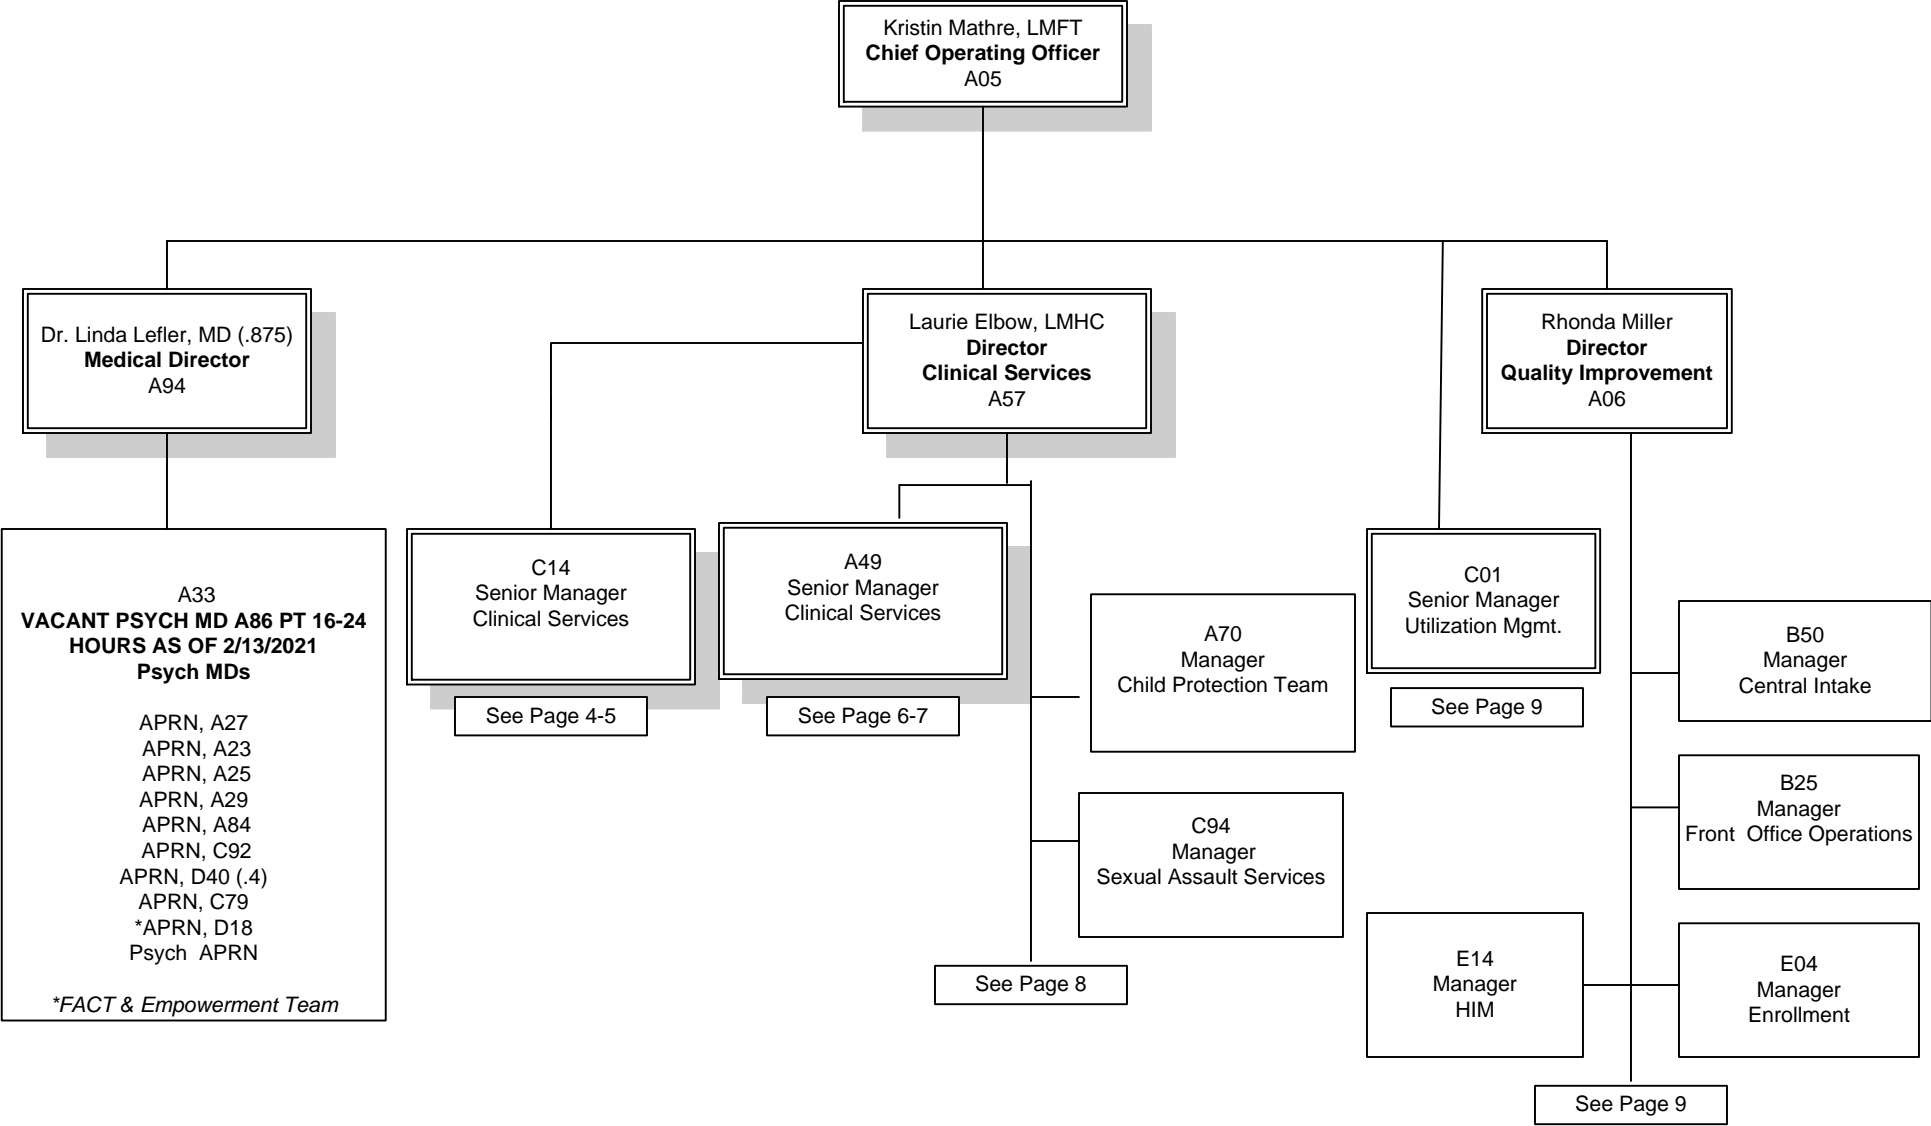 Kristin Mathre, LMFT
Chief Operating Officer
A05
Dr. Linda Lefler, MD (.875)
Medical Director
A94
Laurie Elbow, LMHC
Director
Clinical Services
A57
Rhonda Miller
Director
Quality Improvement
A06
A33
VACANT PSYCH MD A86 PT 16-24
HOURS AS OF 2/13/2021
Psych MDs
APRN, A27
APRN, A23
APRN, A25
APRN, A29
APRN, A84
APRN, C92
APRN, D40 (.4)
APRN, C79
*APRN, D18
Psych  APRN
*FACT & Empowerment Team
C14
Senior Manager
Clinical Services
See Page 4-5
A49
Senior Manager
Clinical Services
See Page 6-7
A70
Manager
Child Protection Team
C94
Manager
Sexual Assault Services
See Page 8
C01
Senior Manager
Utilization Mgmt.
See Page 9
B50
Manager
Central Intake
B25
Manager
Front  Office Operations
E14
Manager
HIM
E04
Manager
Enrollment
See Page 9